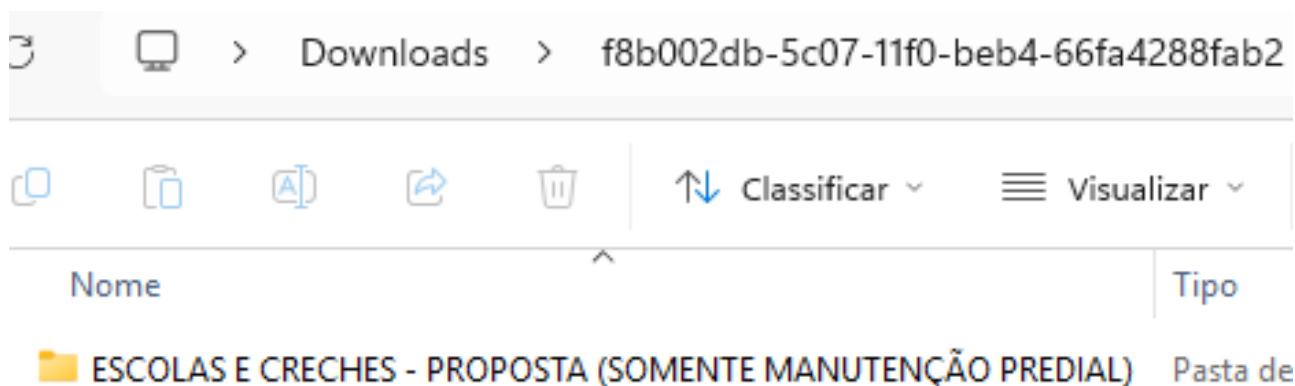 > Downloads > f8b002db-5c07-11f0-beb4-66fa4288fab2
Classificar Visualizar
Nome Tipo
ESCOLAS E CRECHES - PROPOSTA (SOMENTE MANUTENÇÃO PREDIAL) Pasta de